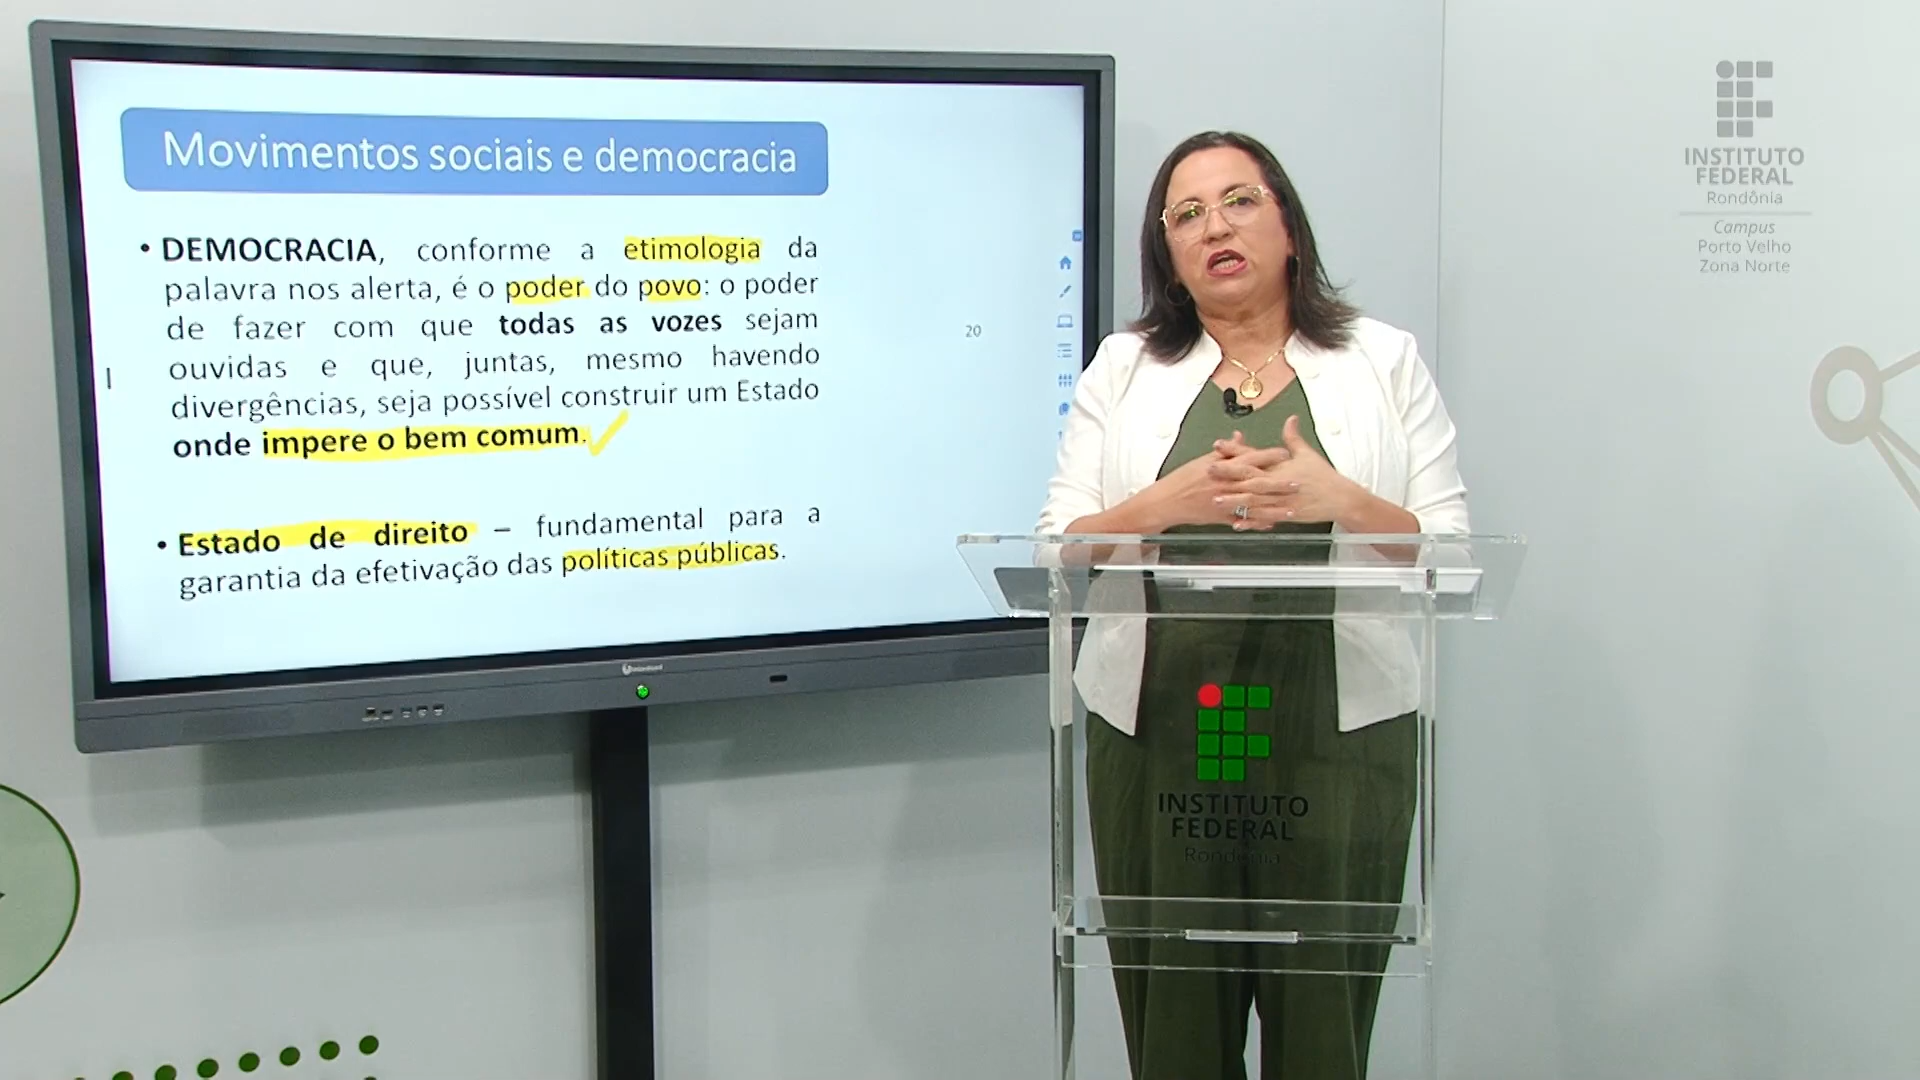 Movimentos sociais e democracia
• DEMOCRACIA, conforme a etimologia da
palavra nos alerta, é o poder do povo: o poder
de fazer com que todas as vozes sejam
ouvidas e que, juntas, mesmo havendo
divergências, seja possível construir um Estado
onde impere o bem comum.
• Estado de direito – fundamental para a
garantia da efetivação das políticas públicas.
20
INSTITUTO
FEDERAL
Rondônia
Campus
Porto Velho
Zona Norte
INSTITUTO
FEDERAL
Rondônia